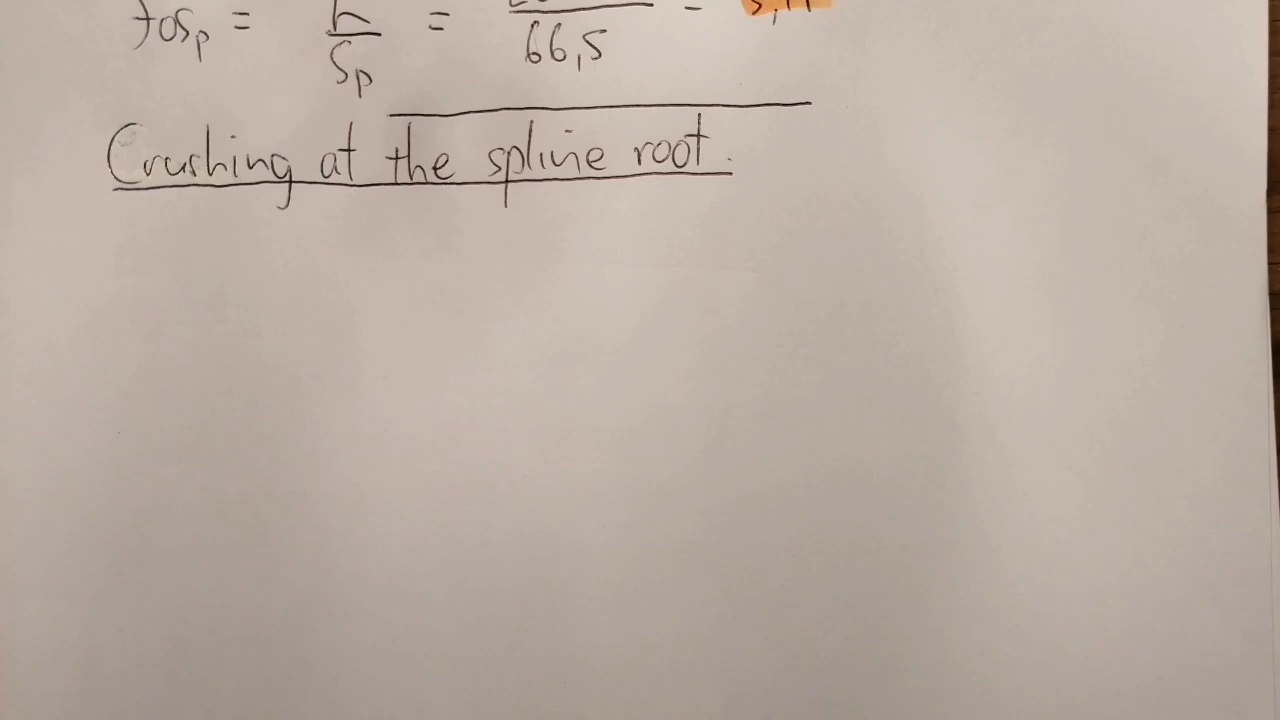 fos_p = / S_p = / 66,5 =
Crushing at the spline root.